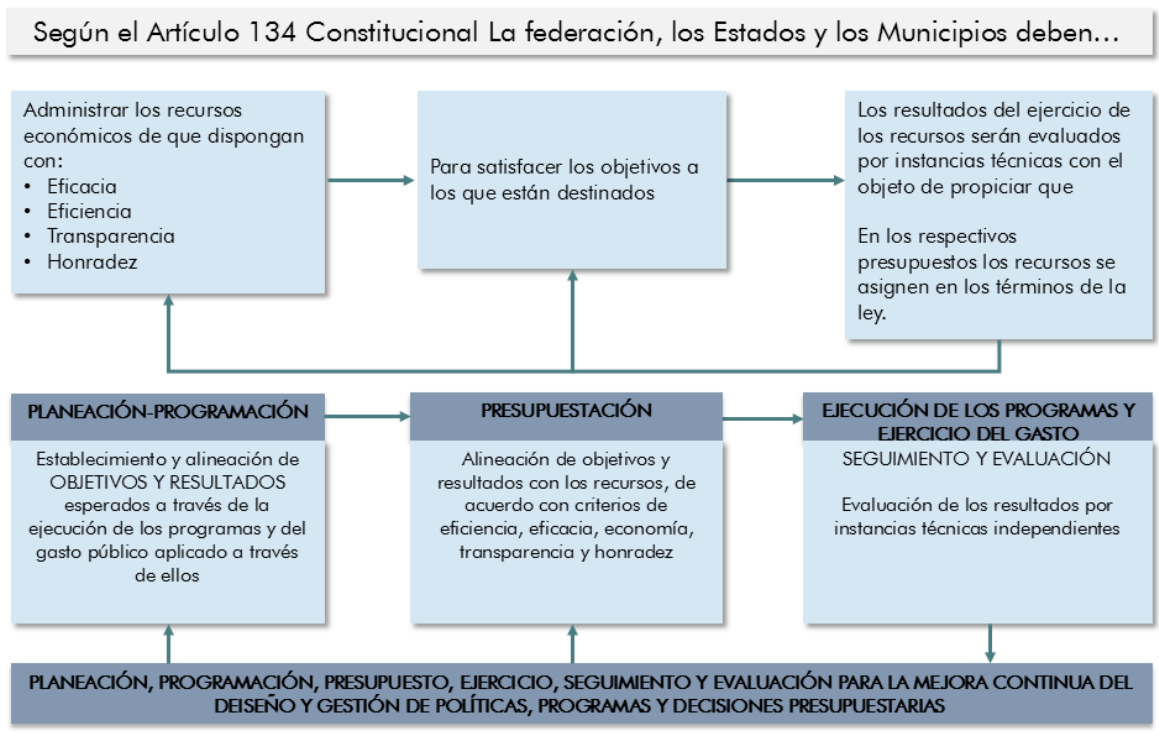 Según el Artículo 134 Constitucional La federación, los Estados y los Municipios deben...
Administrar los recursos
económicos de que dispongan
con:
• Eficacia
• Eficiencia
• Transparencia
• Honradez
Para satisfacer los objetivos a
los que están destinados
Los resultados del ejercicio de
los recursos serán evaluados
por instancias técnicas con el
objeto de propiciar que
En los respectivos
presupuestos los recursos se
asignen en los términos de la
ley.
PLANEACIÓN-PROGRAMACIÓN
Establecimiento y alineación de
OBJETIVOS Y RESULTADOS
esperados a través de la
ejecución de los programas y del
gasto público aplicado a través
de ellos
PRESUPUESTACIÓN
Alineación de objetivos y
resultados con los recursos, de
acuerdo con criterios de
eficiencia, eficacia, economía,
transparencia y honradez
EJECUCIÓN DE LOS PROGRAMAS Y
EJERCICIO DEL GASTO
SEGUIMIENTO Y EVALUACIÓN
Evaluación de los resultados por
instancias técnicas independientes
PLANEACIÓN, PROGRAMACIÓN, PRESUPUESTO, EJERCICIO, SEGUIMIENTO Y EVALUACIÓN PARA LA MEJORA CONTINUA DEL
DEISEÑO Y GESTIÓN DE POLÍTICAS, PROGRAMAS Y DECISIONES PRESUPUESTARIAS